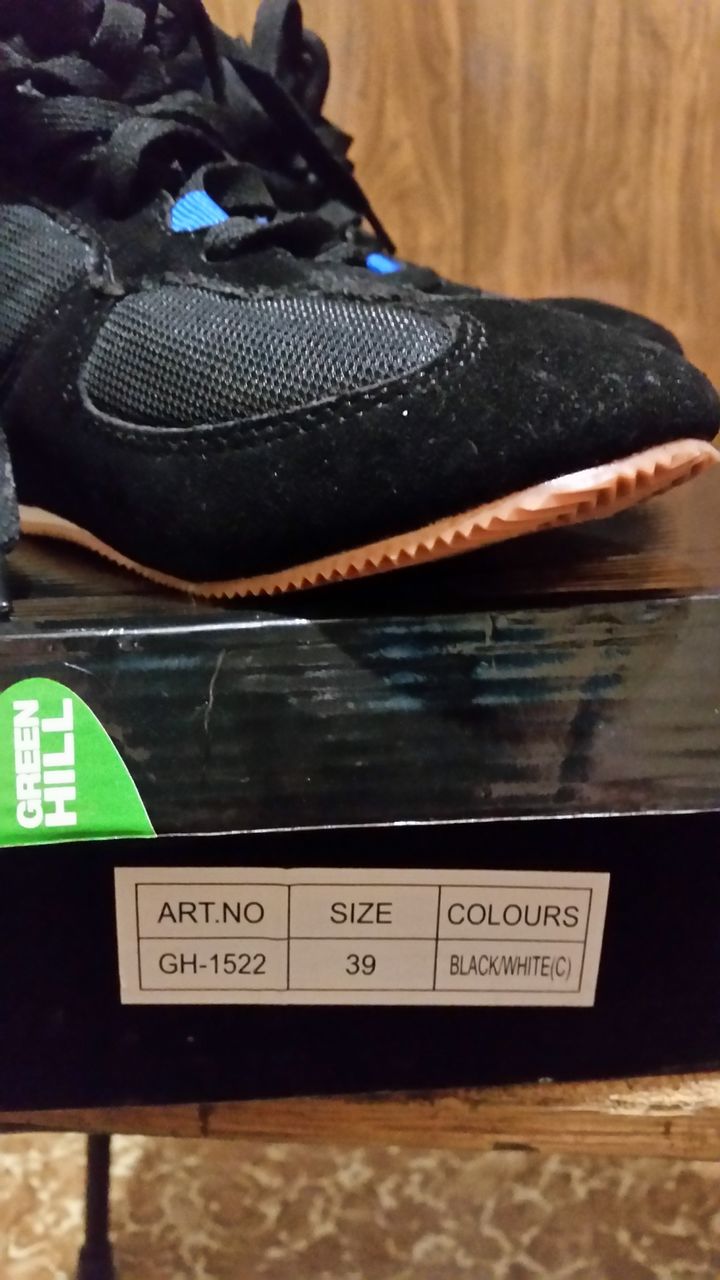 GREEN
HILL
ART.NO SIZE COLOURS
GH-1522 39 BLACK/WHITE(C)